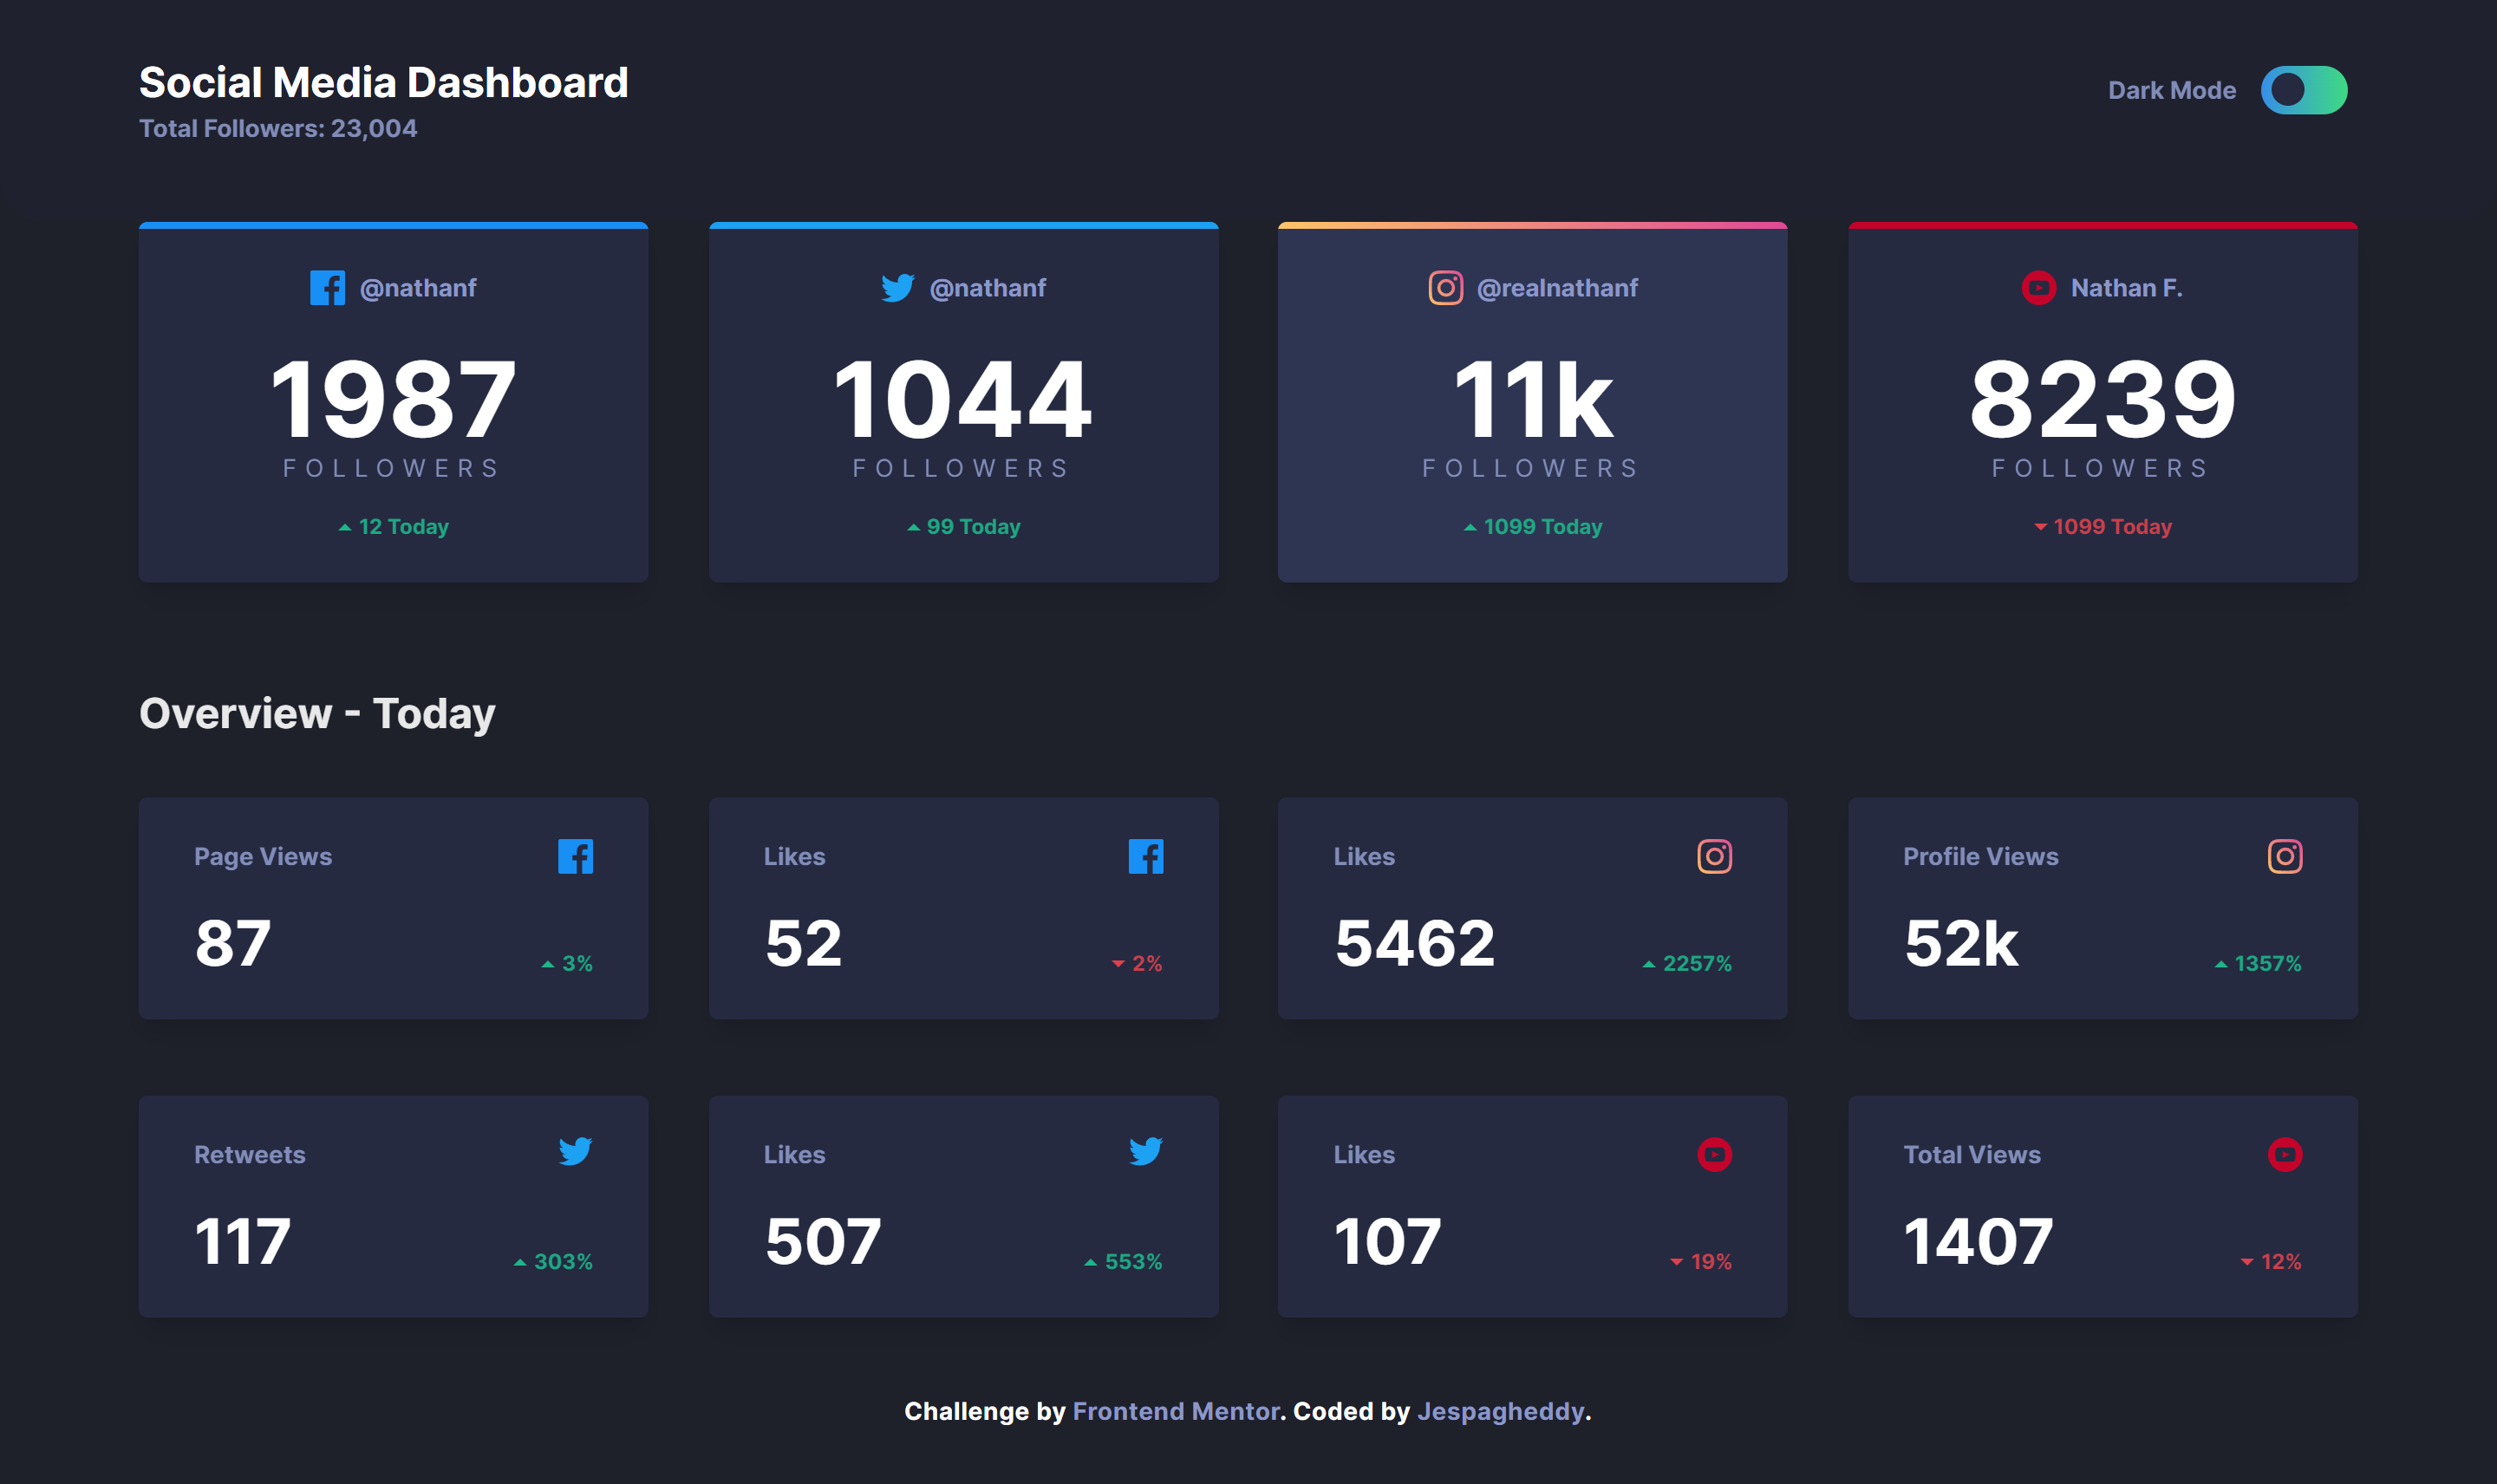 Social Media Dashboard
Total Followers: 23,004
Dark Mode
@nathanf
1987
FOLLOWERS
12 Today
@nathanf
1044
FOLLOWERS
99 Today
@realnathanf
11k
FOLLOWERS
1099 Today
Nathan F.
8239
FOLLOWERS
1099 Today
Overview - Today
Page Views
87
3%
Likes
52
2%
Likes
5462
2257%
Profile Views
52k
1357%
Retweets
117
303%
Likes
507
553%
Likes
107
19%
Total Views
1407
12%
Challenge by Frontend Mentor. Coded by Jespagheddy.